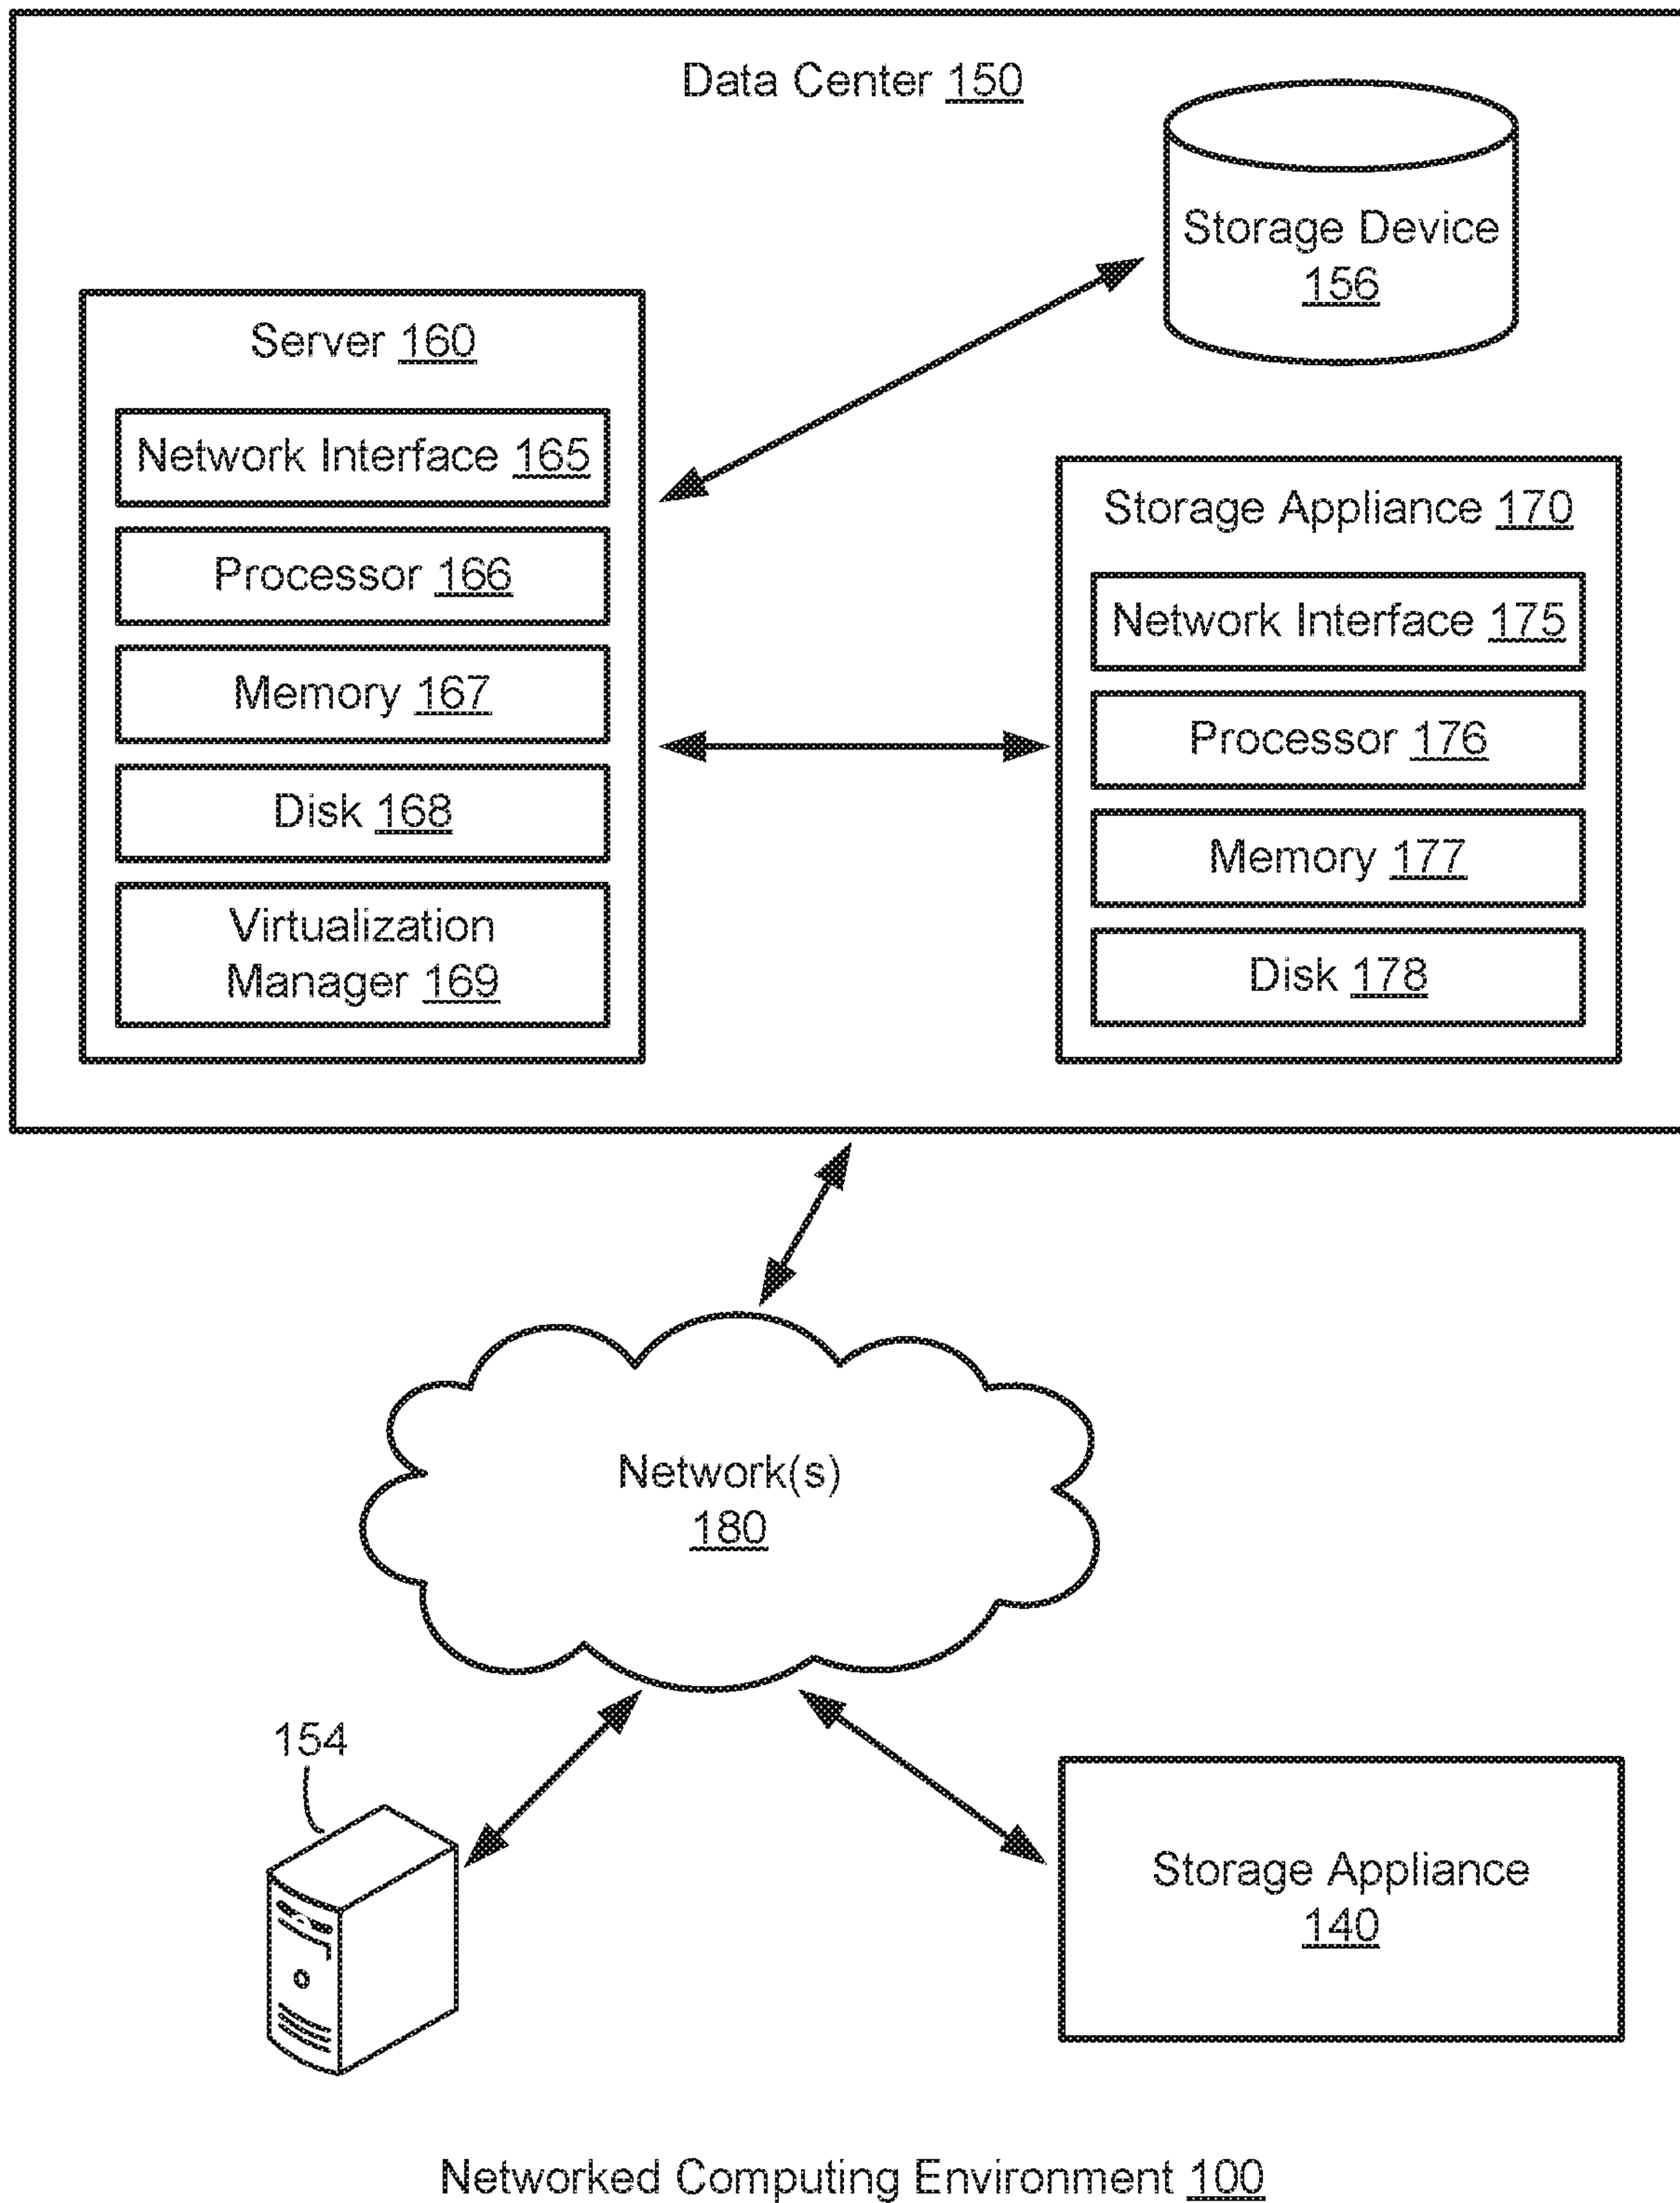 Data Center 150
Storage Device
156
Server 160
Network Interface 165
Processor 166
Memory 167
Disk 168
Virtualization
Manager 169
Storage Appliance 170
Network Interface 175
Processor 176
Memory 177
Disk 178
Network(s)
180
154
Storage Appliance
140
Networked Computing Environment 100